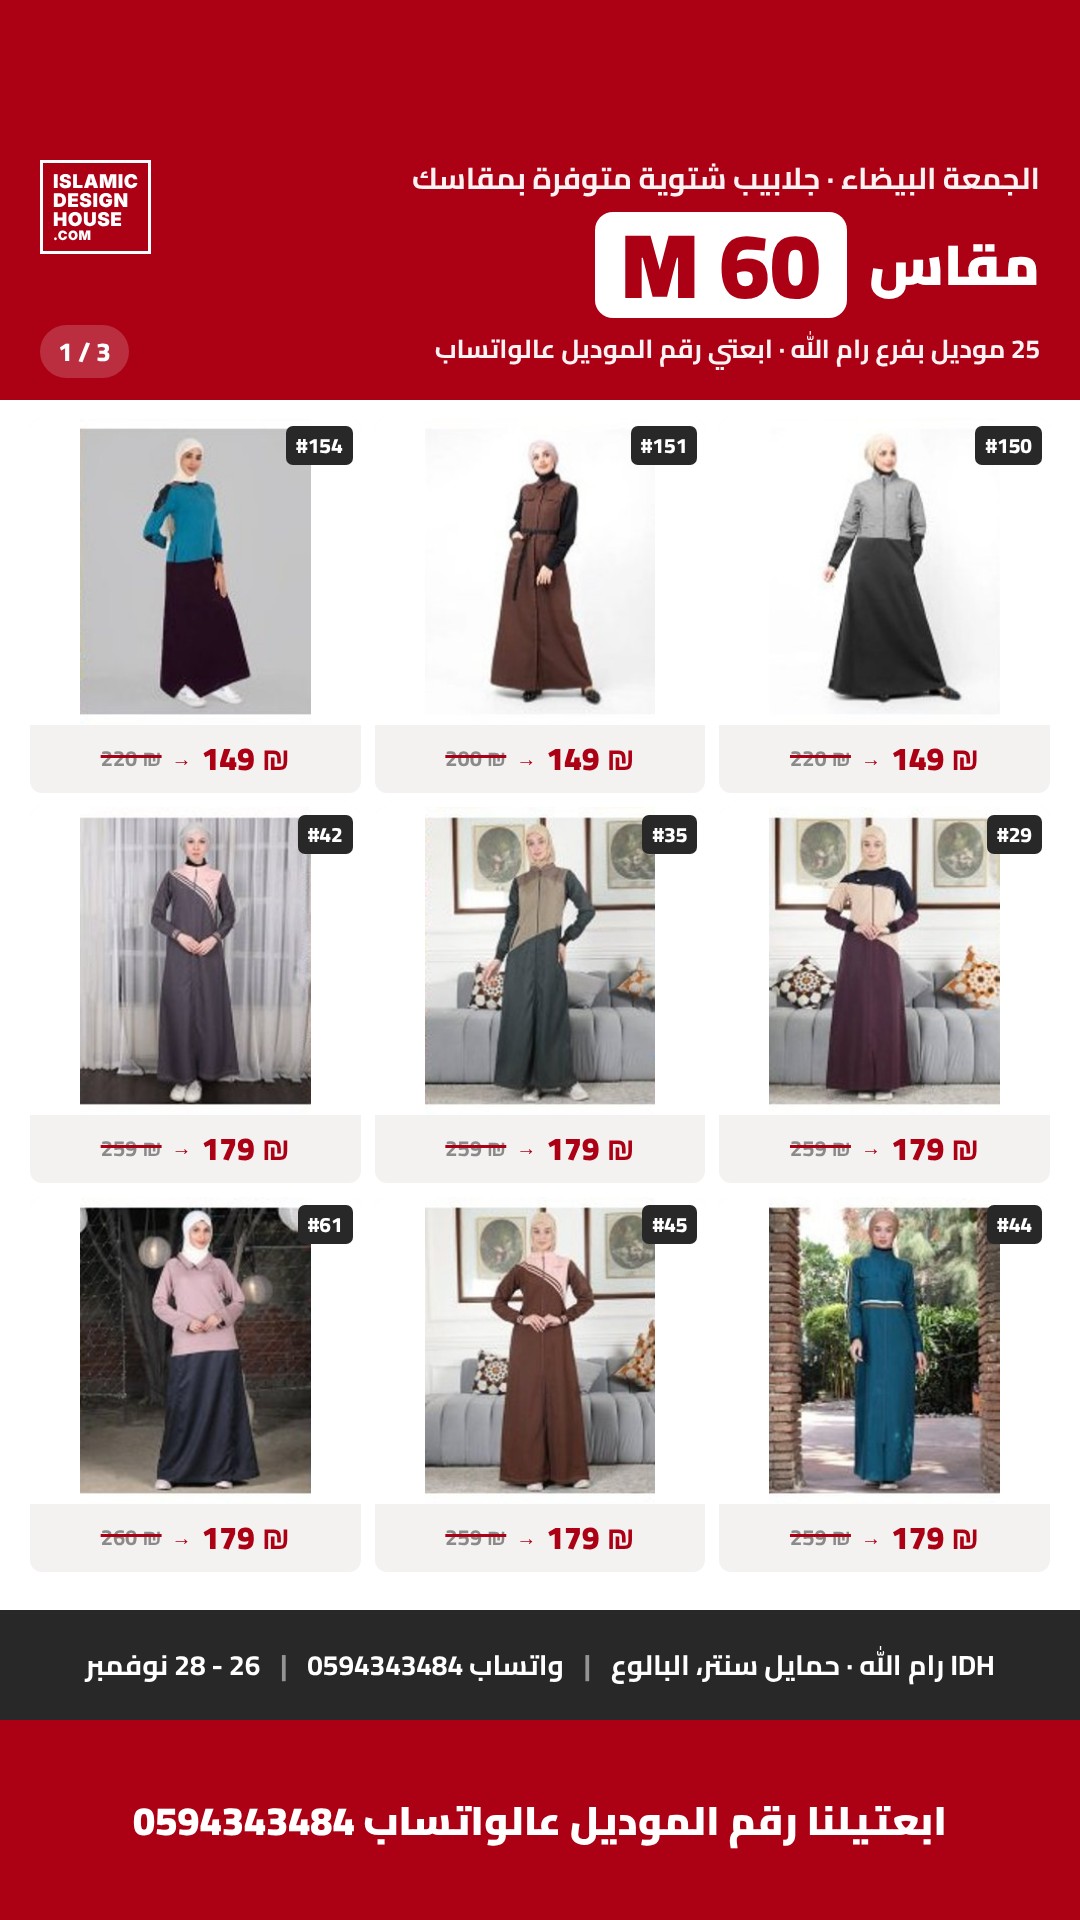 ISLAMIC
DESIGN
HOUSE
.COM
الجمعة البيضاء · جلابيب شتوية متوفرة بمقاسك
مقاس M 60
25 موديل بفرع رام الله · ابعتي رقم الموديل عالواتساب
1 / 3
#150
#151
#154
220 ₪ → 149 ₪
200 ₪ → 149 ₪
220 ₪ → 149 ₪
#29
#35
#42
259 ₪ → 179 ₪
259 ₪ → 179 ₪
259 ₪ → 179 ₪
#44
#45
#61
259 ₪ → 179 ₪
259 ₪ → 179 ₪
260 ₪ → 179 ₪
IDH رام الله · حمايل سنتر، البالوع | واتساب 0594343484 | 26 - 28 نوفمبر
ابعتيلنا رقم الموديل عالواتساب 0594343484